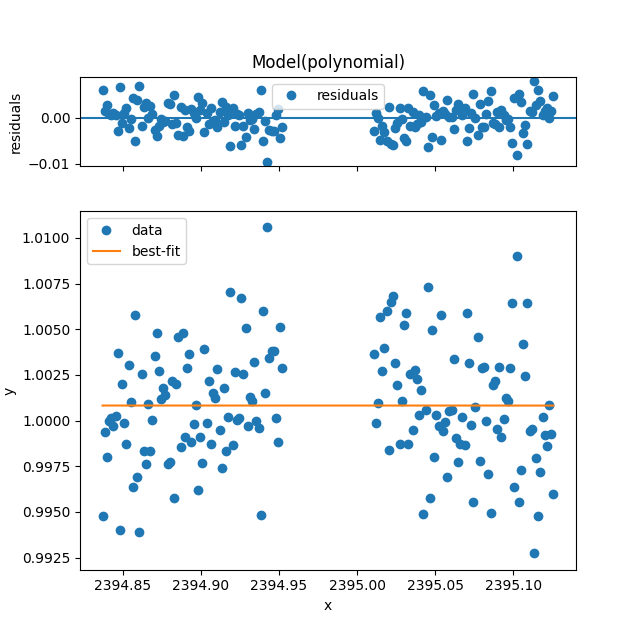 Model(polynomial)
residuals
0.00
−0.01
residuals
1.0100
1.0075
1.0050
1.0025
1.0000
0.9975
0.9950
0.9925
y
data
best-fit
2394.85 2394.90 2394.95 2395.00 2395.05 2395.10
x